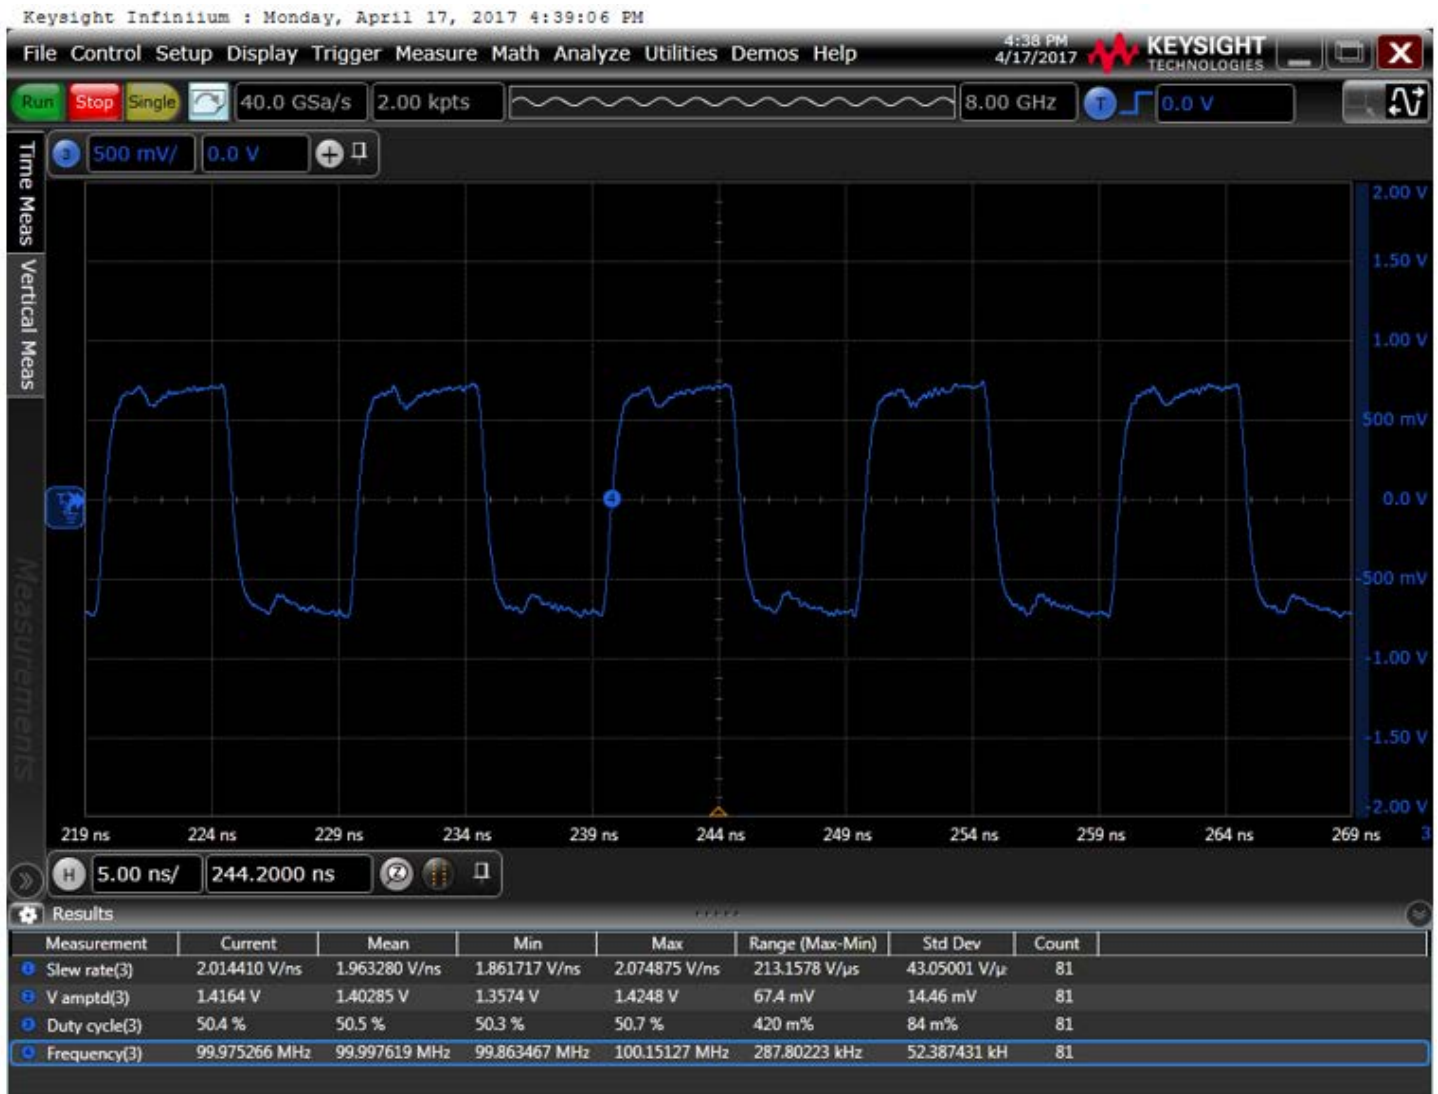 Keysight Infiniium : Monday, April 17, 2017 4:39:06 PM
File Control Setup Display Trigger Measure Math Analyze Utilities Demos Help
4:38 PM
4/17/2017
KEYSIGHT
TECHNOLOGIES
Run Stop Single 40.0 GSa/s 2.00 kpts 8.00 GHz T 0.0 V
3 500 mV/ 0.0 V
Time Meas
Vertical Meas
Measurements
2.00 V
1.50 V
1.00 V
500 mV
0.0 V
-500 mV
-1.00 V
-1.50 V
-2.00 V
4
219 ns 224 ns 229 ns 234 ns 239 ns 244 ns 249 ns 254 ns 259 ns 264 ns 269 ns 3
H 5.00 ns/ 244.2000 ns Z
Results
Measurement Current Mean Min Max Range (Max-Min) Std Dev Count
1 Slew rate(3) 2.014410 V/ns 1.963280 V/ns 1.861717 V/ns 2.074875 V/ns 213.1578 V/µs 43.05001 V/µ 81
2 V amptd(3) 1.4164 V 1.40285 V 1.3574 V 1.4248 V 67.4 mV 14.46 mV 81
3 Duty cycle(3) 50.4 % 50.5 % 50.3 % 50.7 % 420 m% 84 m% 81
4 Frequency(3) 99.975266 MHz 99.997619 MHz 99.863467 MHz 100.15127 MHz 287.80223 kHz 52.387431 kH 81